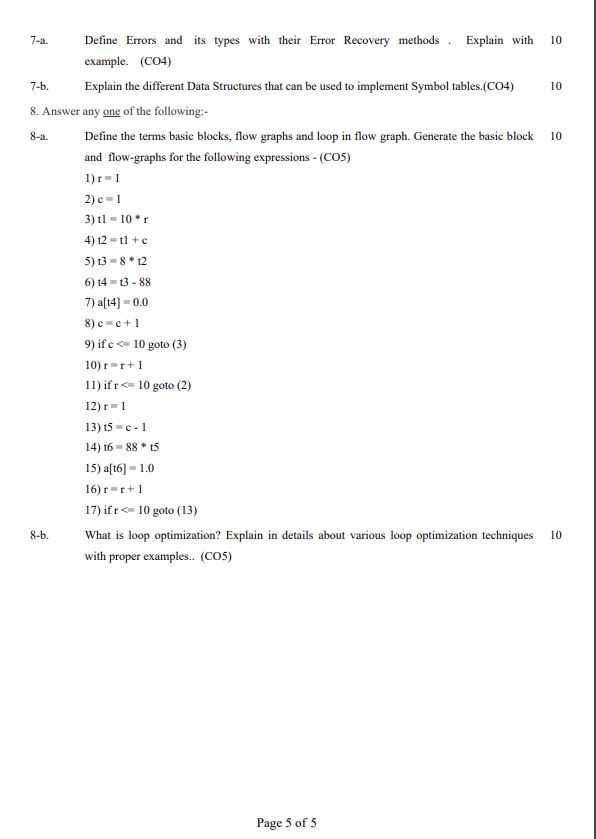 7-a. Define Errors and its types with their Error Recovery methods . Explain with 10
example. (CO4)
7-b. Explain the different Data Structures that can be used to implement Symbol tables.(CO4) 10
8. Answer any one of the following:-
8-a. Define the terms basic blocks, flow graphs and loop in flow graph. Generate the basic block 10
and flow-graphs for the following expressions - (CO5)
1) r = 1
2) c = 1
3) t1 = 10 * r
4) t2 = t1 + c
5) t3 = 8 * t2
6) t4 = t3 - 88
7) a[t4] = 0.0
8) c = c + 1
9) if c <= 10 goto (3)
10) r = r + 1
11) if r <= 10 goto (2)
12) r = 1
13) t5 = c - 1
14) t6 = 88 * t5
15) a[t6] = 1.0
16) r = r + 1
17) if r <= 10 goto (13)
8-b. What is loop optimization? Explain in details about various loop optimization techniques 10
with proper examples.. (CO5)
Page 5 of 5